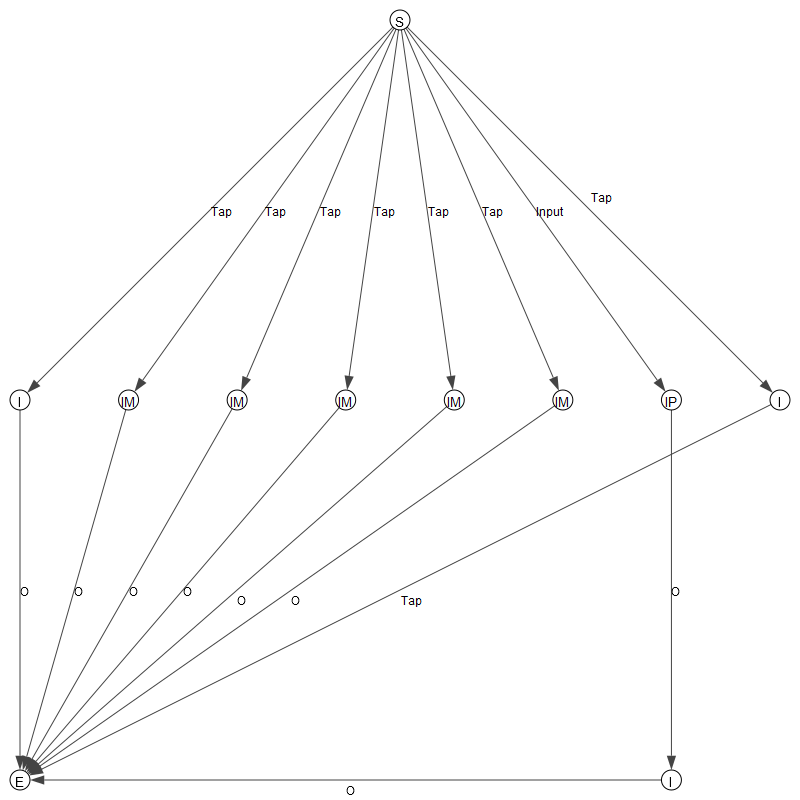 S
Tap
Tap Tap Tap Tap Tap Tap Input
I IM IM IM IM IM IP I
O O O O O
O O Tap
E I
O